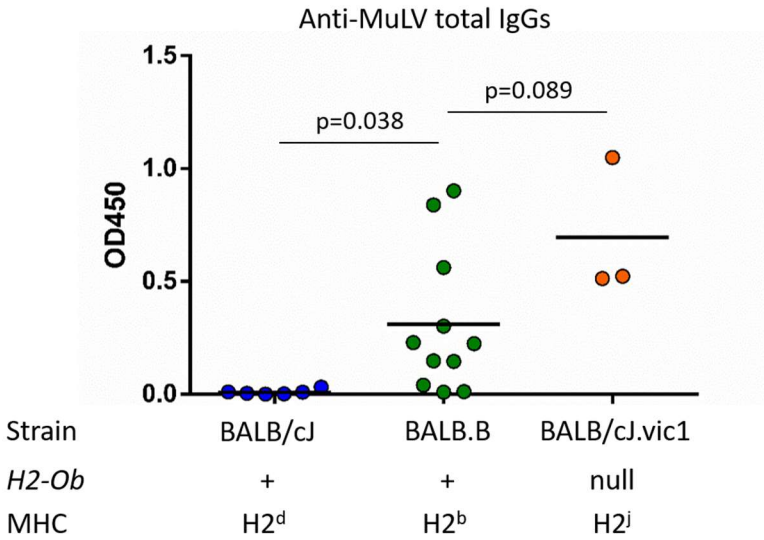 Anti-MuLV total IgGs
1.5
p=0.089
p=0.038
1.0
OD450
0.5
0.0
Strain BALB/cJ BALB.B BALB/cJ.vic1
H2-Ob + + null
MHC H2ᵈ H2ᵇ H2ʲ